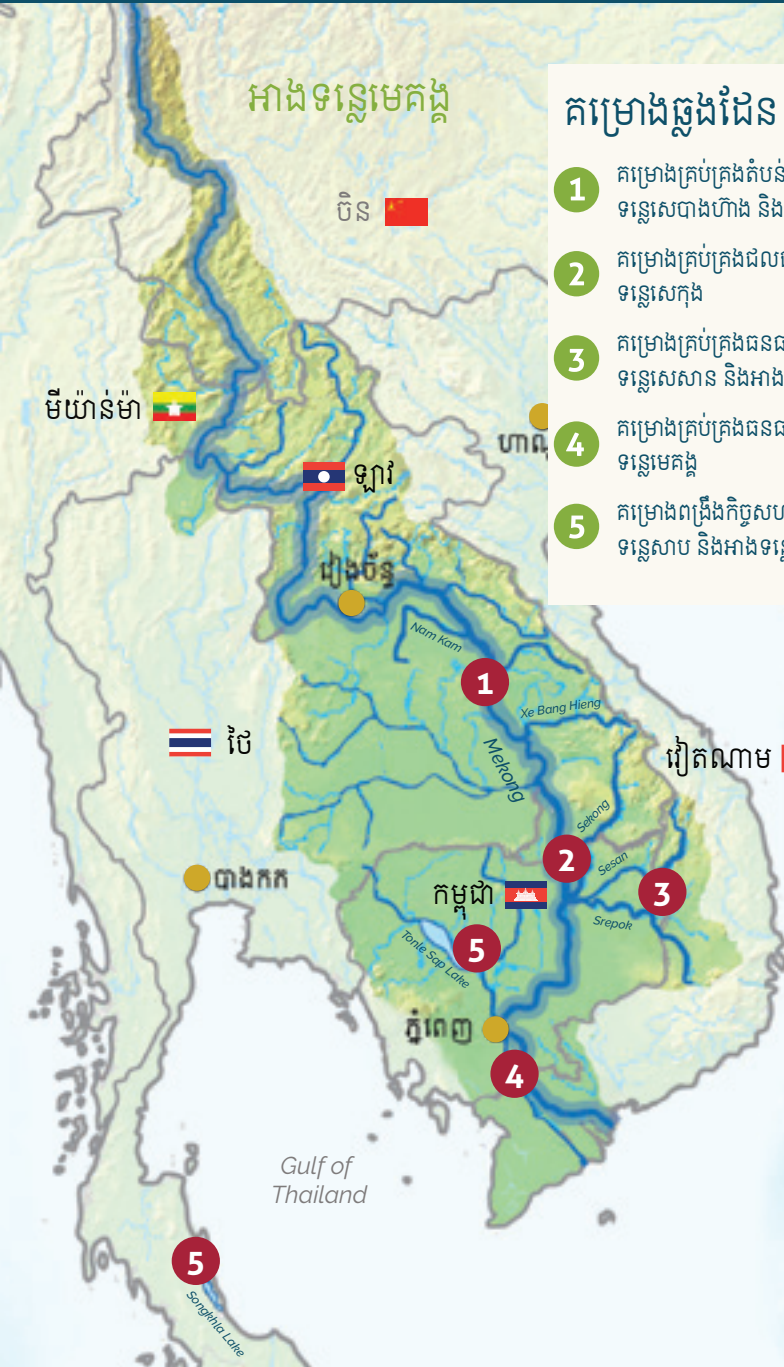 អាងទន្លេមេគង្គ
ចិន
មីយ៉ាន់ម៉ា
ឡាវ
វៀងច័ន្ទ
Nam Kam
1
Xe Bang Hieng
Mekong
ថៃ
វៀតណាម
Sekong
2
Sesan
3
Srepok
បាងកក
កម្ពុជា
5
Tonle Sap Lake
ភ្នំពេញ
4
Gulf of
Thailand
5
Songkhla Lake
គម្រោងឆ្លងដែន
1
គម្រោងគ្រប់គ្រងតំបន់
ទន្លេសេបាងហ៊ាង និង
2
គម្រោងគ្រប់គ្រងជល
ទន្លេសេកុង
3
គម្រោងគ្រប់គ្រងធនធ
ទន្លេសេសាន និងអាង
4
គម្រោងគ្រប់គ្រងធនធ
ទន្លេមេគង្គ
5
គម្រោងពង្រឹងកិច្ចសហ
ទន្លេសាប និងអាងទន្លេ